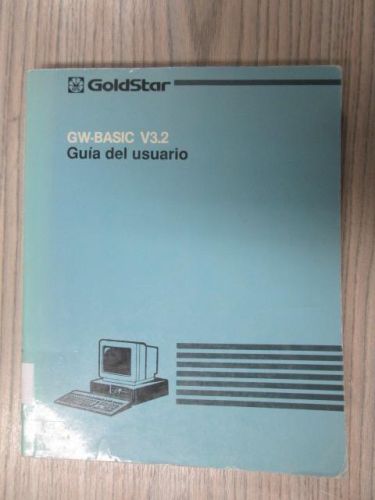 GoldStar
GW-BASIC V3.2
Guía del usuario